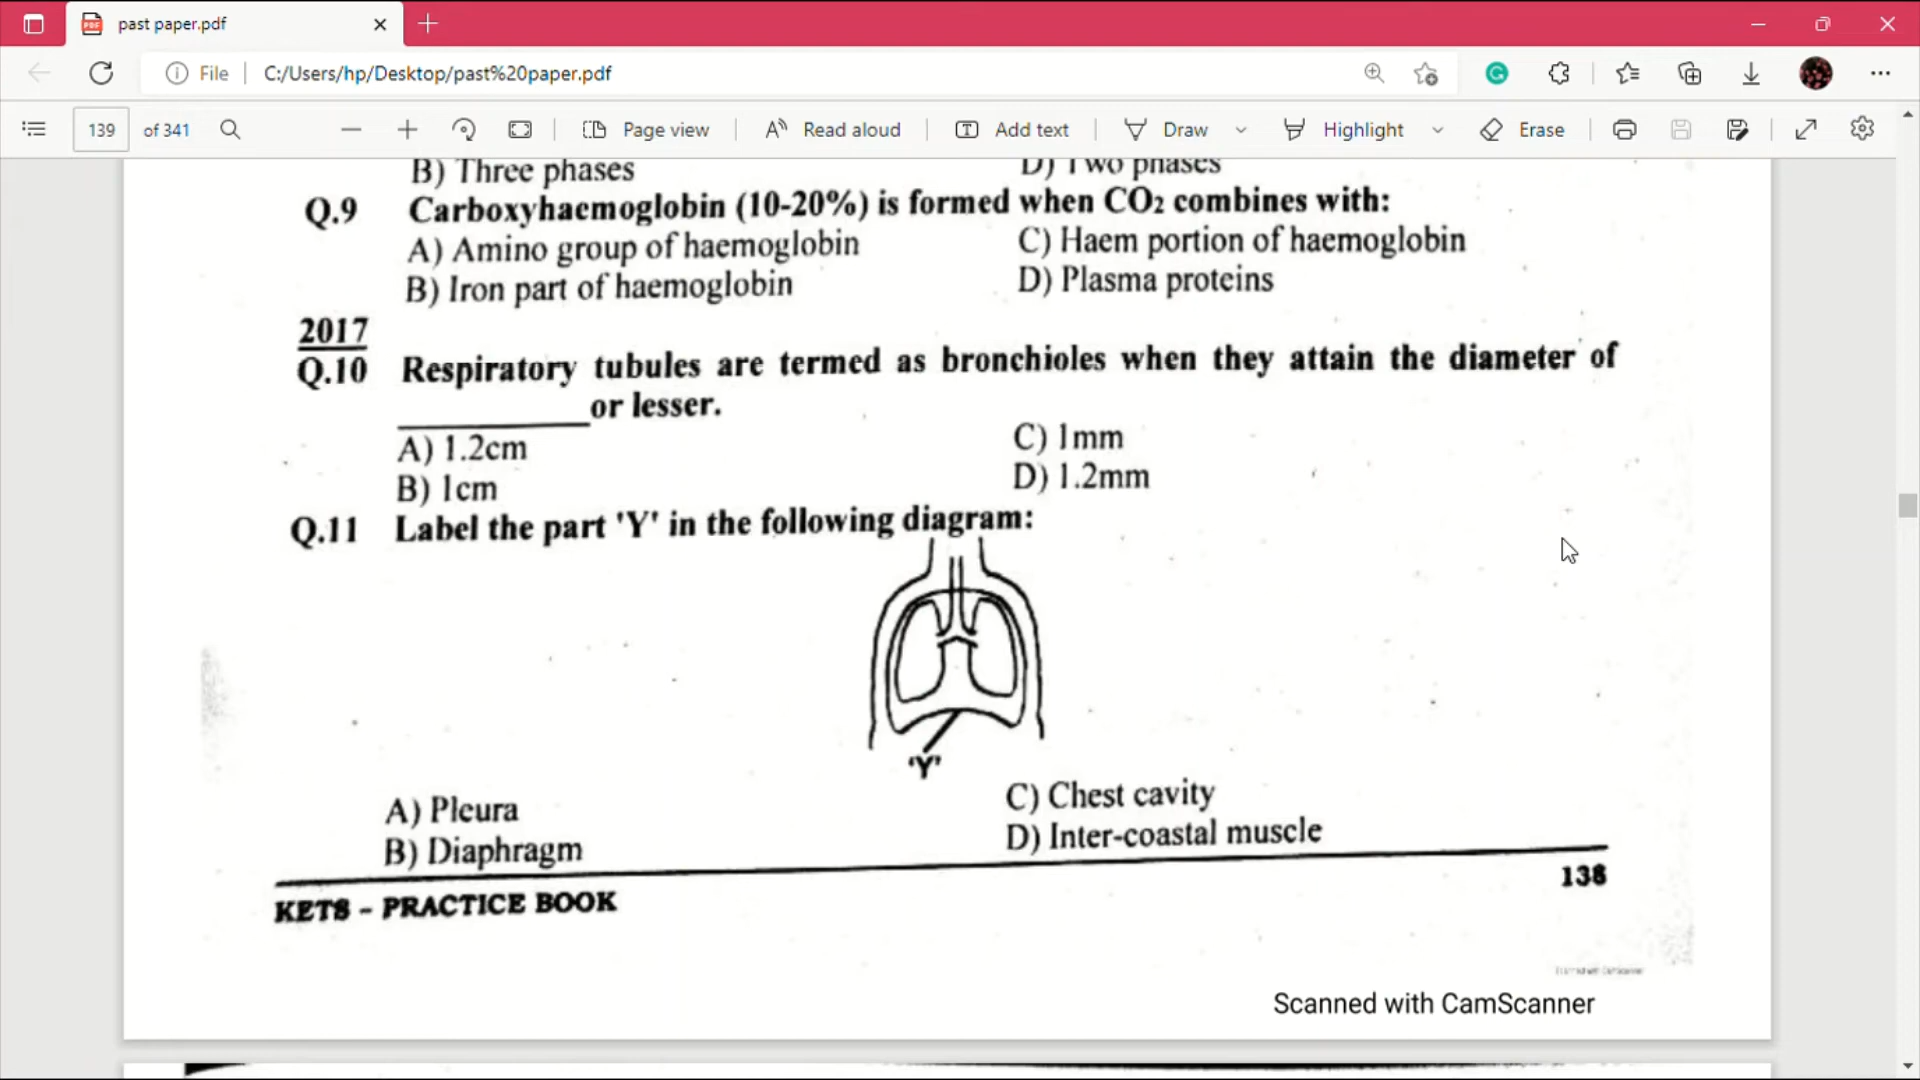 past paper.pdf
File C:/Users/hp/Desktop/past%20paper.pdf
139 of 341 Page view Read aloud Add text Draw Highlight Erase
B) Three phases D) Two phases
Q.9 Carboxyhaemoglobin (10-20%) is formed when CO2 combines with:
A) Amino group of haemoglobin C) Haem portion of haemoglobin
B) Iron part of haemoglobin D) Plasma proteins
2017
Q.10 Respiratory tubules are termed as bronchioles when they attain the diameter of
__________ or lesser.
A) 1.2cm C) 1mm
B) 1cm D) 1.2mm
Q.11 Label the part 'Y' in the following diagram:
'Y'
A) Pleura C) Chest cavity
B) Diaphragm D) Inter-coastal muscle
138
KETS - PRACTICE BOOK
Scanned with CamScanner
Scanned with CamScanner